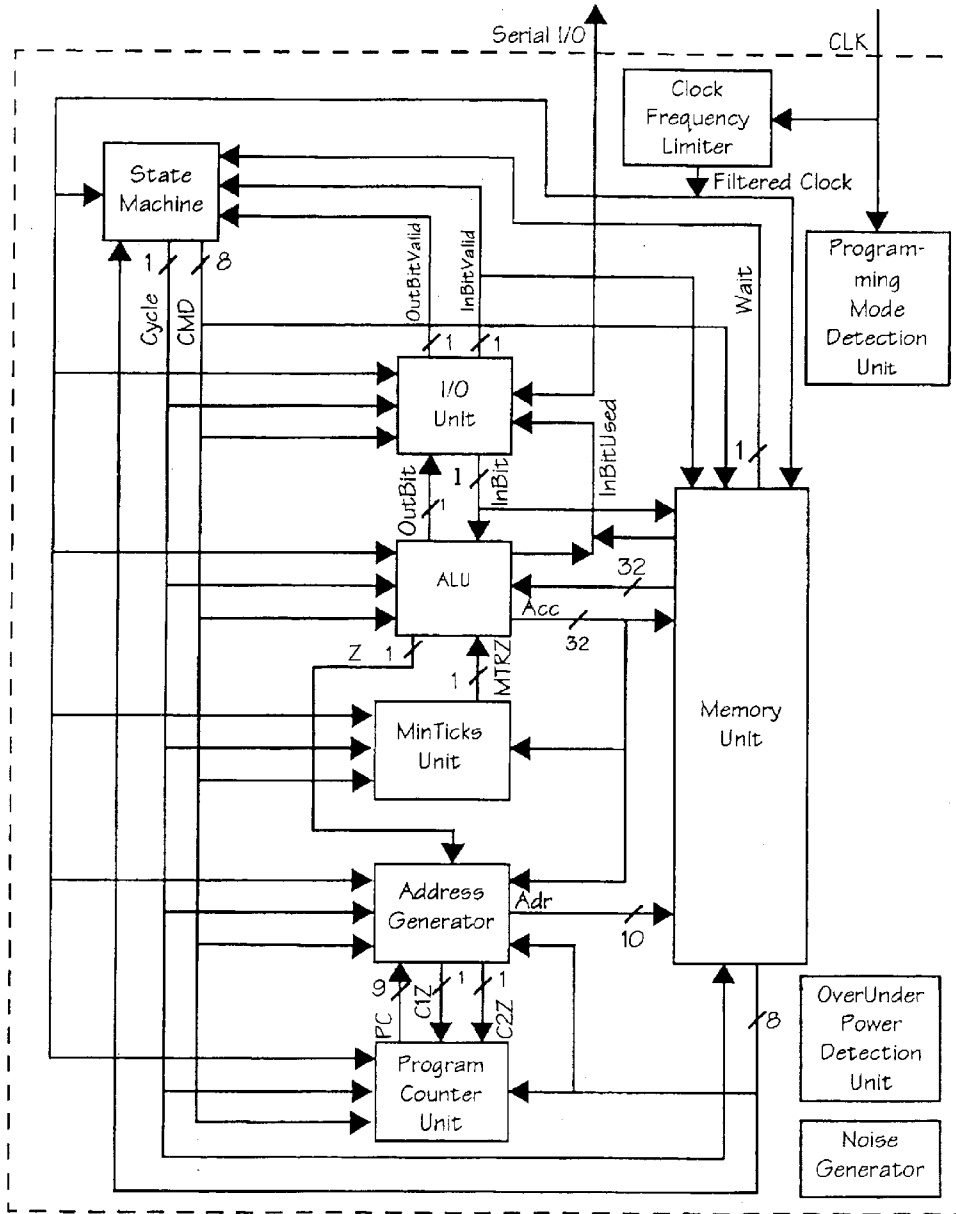 Serial I/O
CLK
Clock
Frequency
Limiter
State
Machine
Filtered Clock
Program-
ming
Mode
Detection
Unit
1
8
Cycle
CMD
OutBitValid
InBitValid
Wait
1
1
1
I/O
Unit
InBitUsed
OutBit
1
1
InBit
ALU
32
Acc
32
Z
1
1
MTRZ
MinTicks
Unit
Memory
Unit
Address
Generator
Adr
10
9
PC
C1Z
1
1
C2Z
8
Program
Counter
Unit
OverUnder
Power
Detection
Unit
Noise
Generator